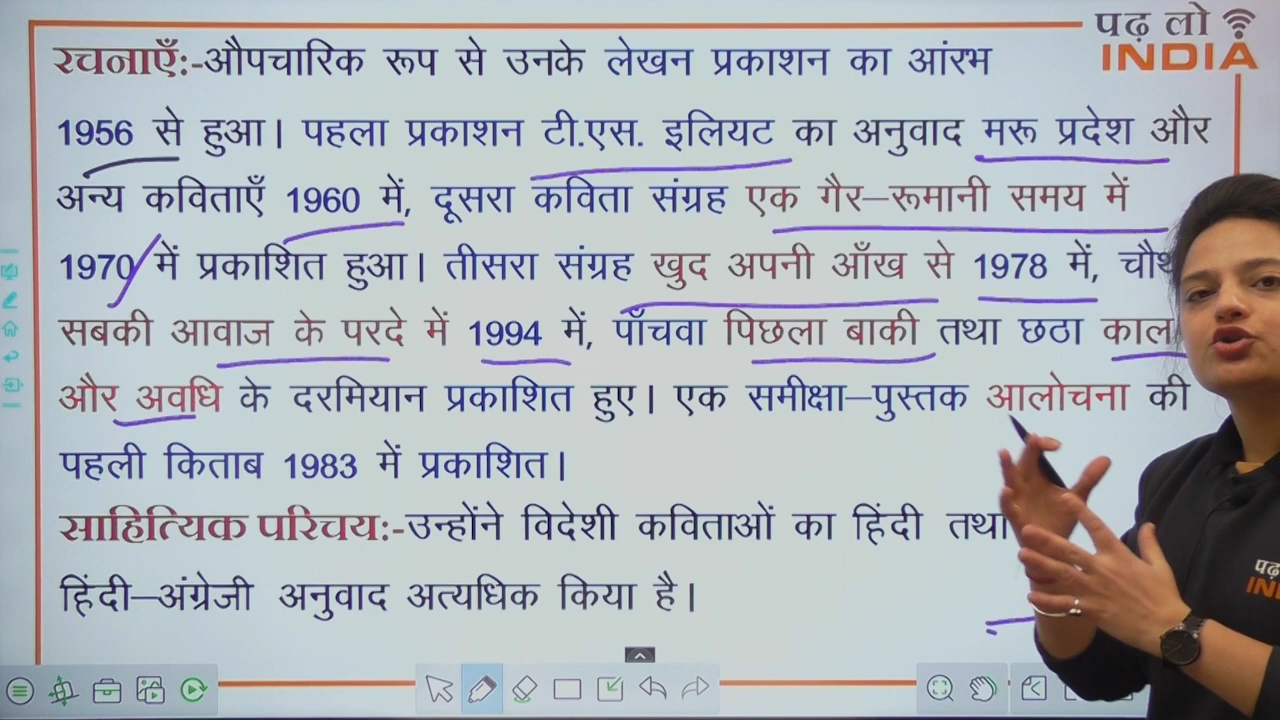 पढ़ लो
INDIA
रचनाएँ:-औपचारिक रूप से उनके लेखन प्रकाशन का आंरभ
1956 से हुआ। पहला प्रकाशन टी.एस. इलियट का अनुवाद मरू प्रदेश और
अन्य कविताएँ 1960 में, दूसरा कविता संग्रह एक गैर–रूमानी समय में
1970 में प्रकाशित हुआ। तीसरा संग्रह खुद अपनी आँख से 1978 में,
सबकी आवाज के परदे में 1994 में, पाँचवा पिछला बाकी तथा छठा काल
और अवधि के दरमियान प्रकाशित हुए। एक समीक्षा–पुस्तक आलोचना की
पहली किताब 1983 में प्रकाशित।
साहित्यिक परिचय:-उन्होंने विदेशी कविताओं का हिंदी तथा
हिंदी–अंग्रेजी अनुवाद अत्यधिक किया है।